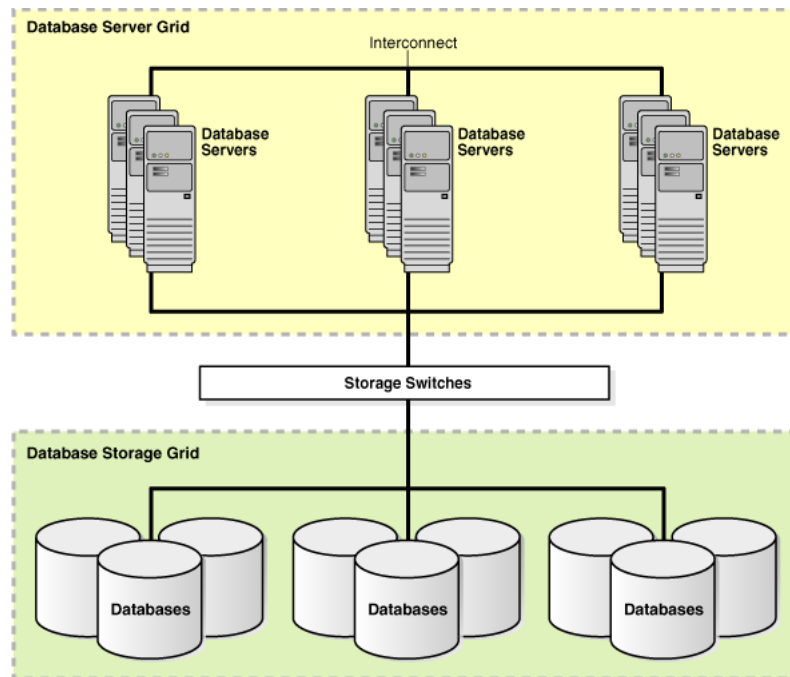 Database Server Grid
Interconnect
Database
Servers
Database
Servers
Database
Servers
Storage Switches
Database Storage Grid
Databases
Databases
Databases